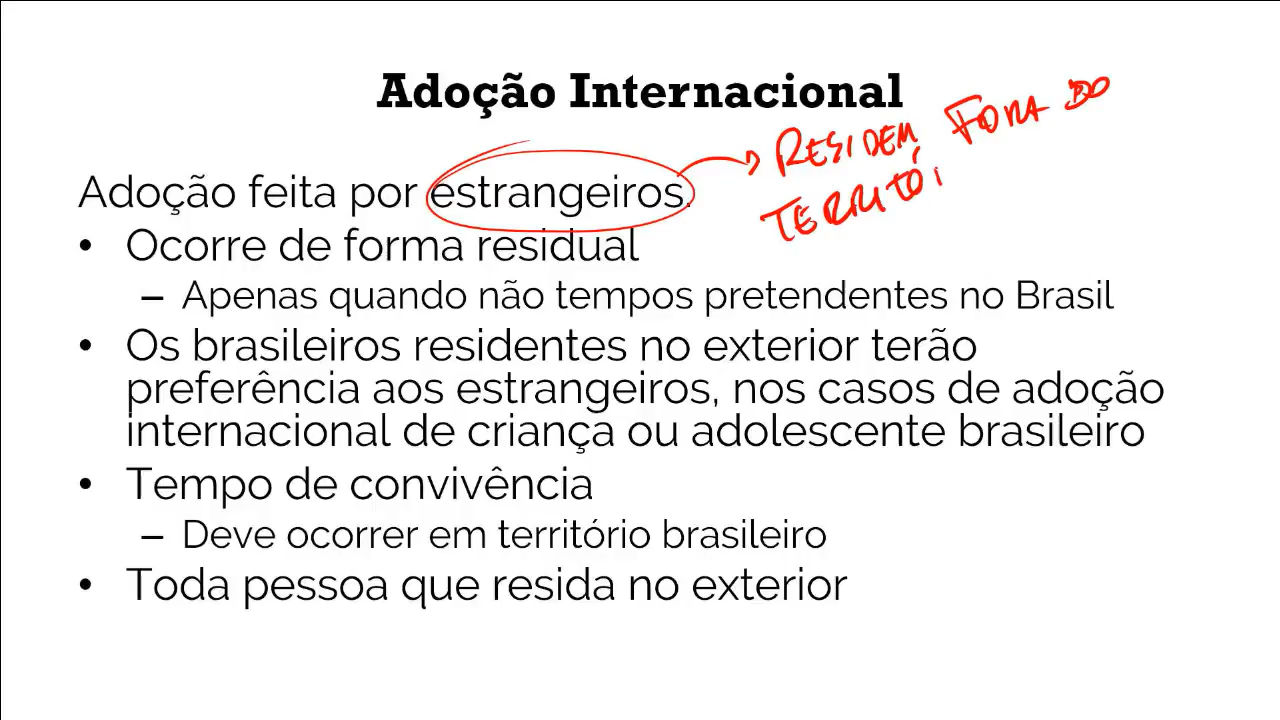 Adoção Internacional
RESIDEM FORA DO
TERRITÓRI
Adoção feita por estrangeiros.
• Ocorre de forma residual
– Apenas quando não tempos pretendentes no Brasil
• Os brasileiros residentes no exterior terão
preferência aos estrangeiros, nos casos de adoção
internacional de criança ou adolescente brasileiro
• Tempo de convivência
– Deve ocorrer em território brasileiro
• Toda pessoa que resida no exterior